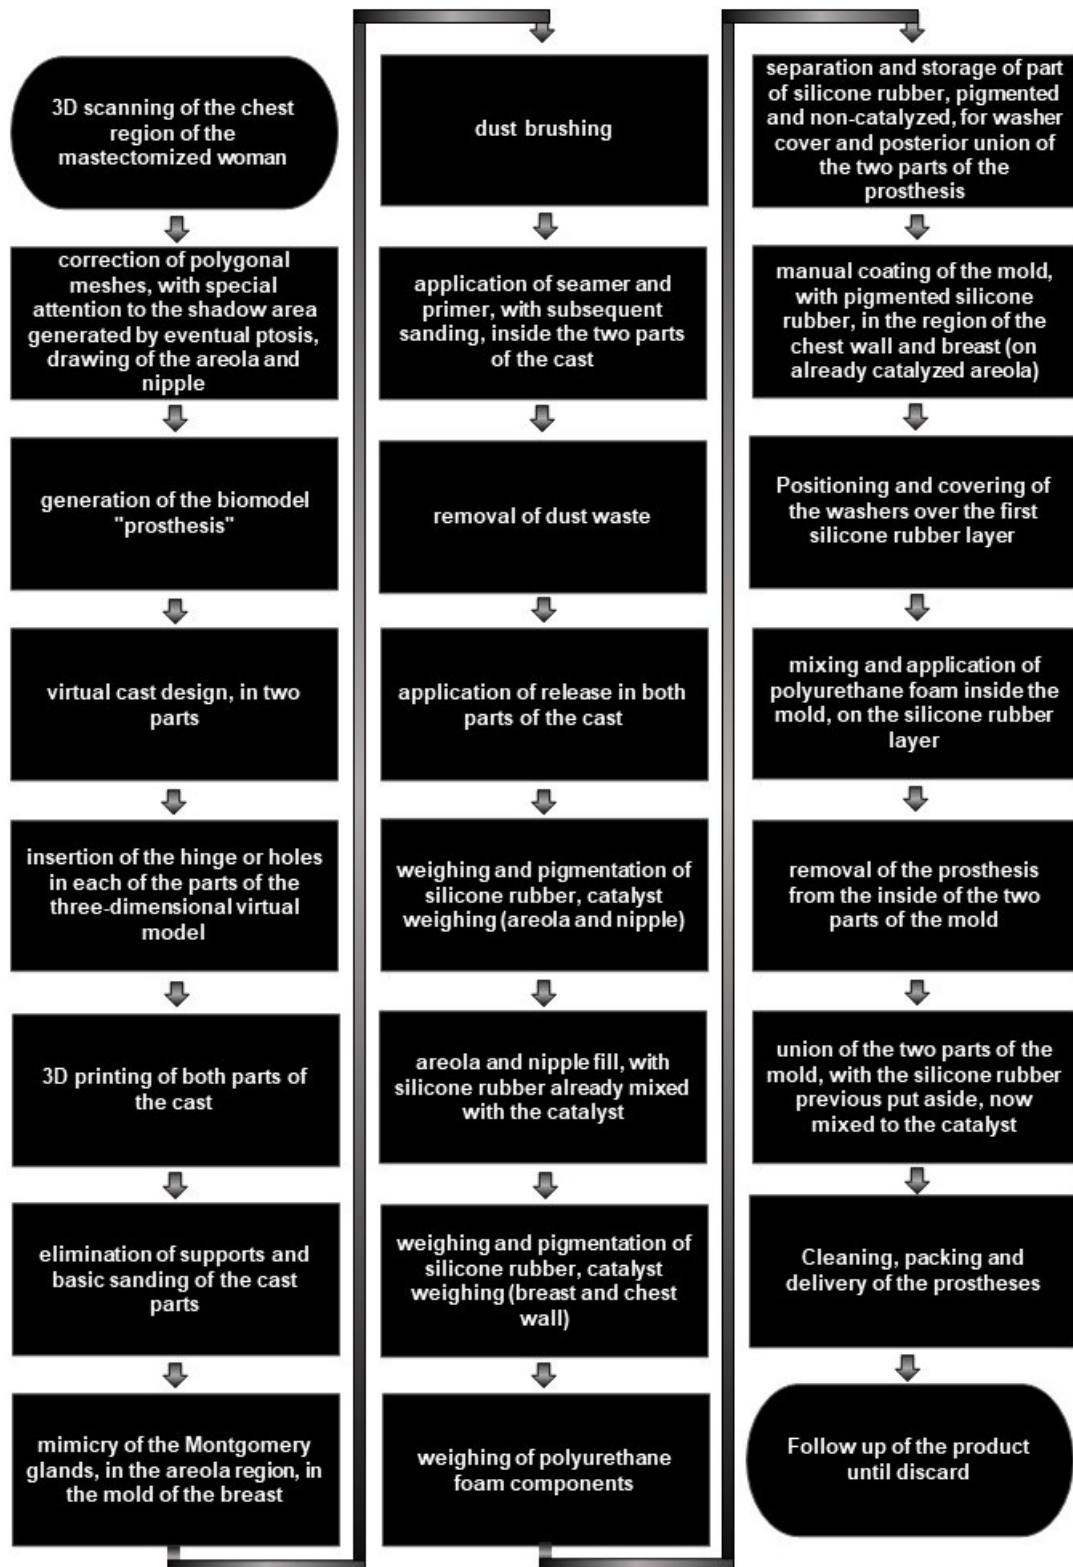 3D scanning of the chest
region of the
mastectomized woman
correction of polygonal
meshes, with special
attention to the shadow area
generated by eventual ptosis,
drawing of the areola and
nipple
generation of the biomodel
"prosthesis"
virtual cast design, in two
parts
insertion of the hinge or holes
in each of the parts of the
three-dimensional virtual
model
3D printing of both parts of
the cast
elimination of supports and
basic sanding of the cast
parts
mimicry of the Montgomery
glands, in the areola region, in
the mold of the breast
dust brushing
application of seamer and
primer, with subsequent
sanding, inside the two parts
of the cast
removal of dust waste
application of release in both
parts of the cast
weighing and pigmentation of
silicone rubber, catalyst
weighing (areola and nipple)
areola and nipple fill, with
silicone rubber already mixed
with the catalyst
weighing and pigmentation of
silicone rubber, catalyst
weighing (breast and chest
wall)
weighing of polyurethane
foam components
separation and storage of part
of silicone rubber, pigmented
and non-catalyzed, for washer
cover and posterior union of
the two parts of the
prosthesis
manual coating of the mold,
with pigmented silicone
rubber, in the region of the
chest wall and breast (on
already catalyzed areola)
Positioning and covering of
the washers over the first
silicone rubber layer
mixing and application of
polyurethane foam inside the
mold, on the silicone rubber
layer
removal of the prosthesis
from the inside of the two
parts of the mold
union of the two parts of the
mold, with the silicone rubber
previous put aside, now
mixed to the catalyst
Cleaning, packing and
delivery of the prostheses
Follow up of the product
until discard